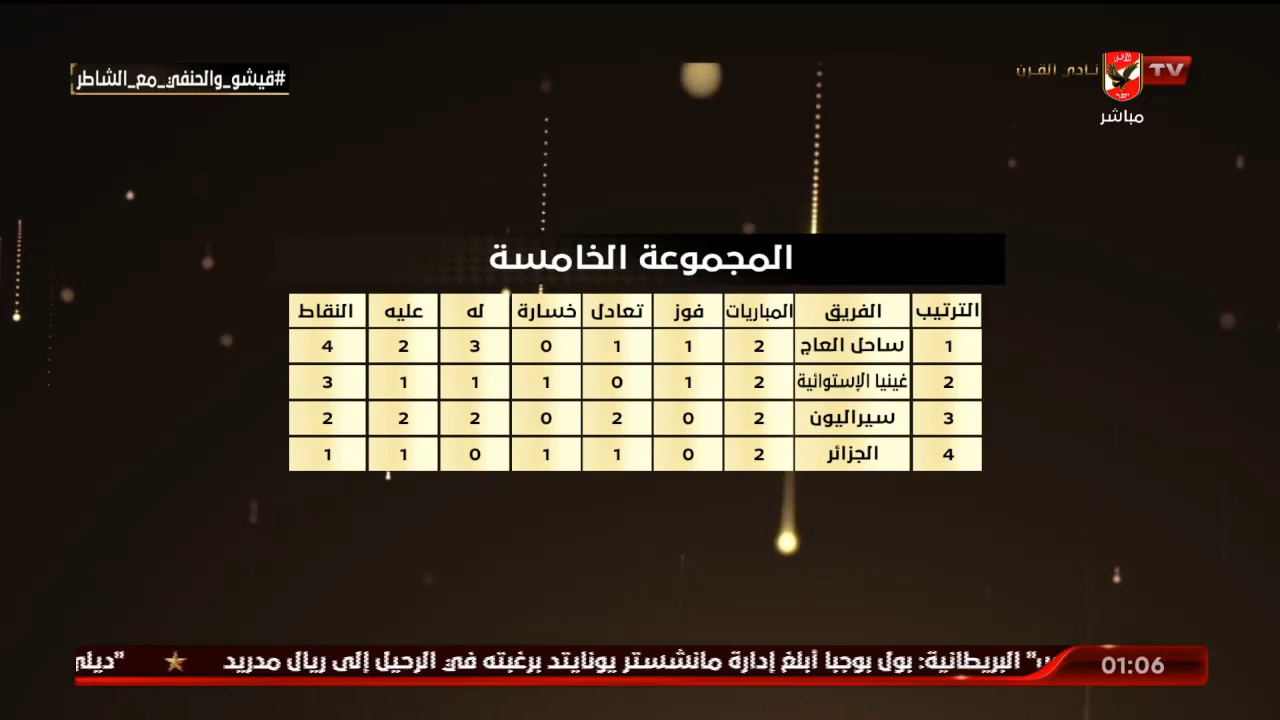 #قيشو_والحنفي_مع_الشاطر
نادي القرن
TV
مباشر
المجموعة الخامسة
الترتيب الفريق المباريات فوز تعادل خسارة له عليه النقاط
1 ساحل العاج 2 1 1 0 3 2 4
2 غينيا الإستوائية 2 1 0 1 1 1 3
3 سيراليون 2 0 2 0 2 2 2
4 الجزائر 2 0 1 1 0 1 1
01:06
البريطانية: بول بوجبا أبلغ إدارة مانشستر يونايتد برغبته في الرحيل إلى ريال مدريد